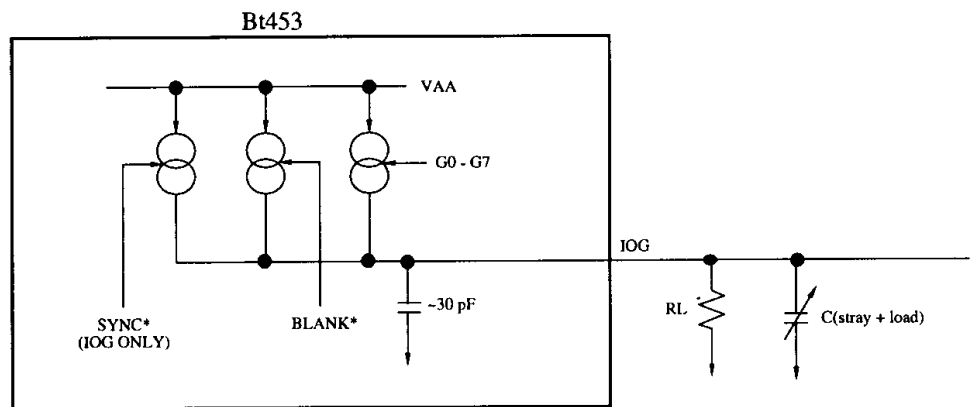 Bt453
VAA
G0 - G7
IOG
~30 pF
RL
C(stray + load)
SYNC*
(IOG ONLY)
BLANK*